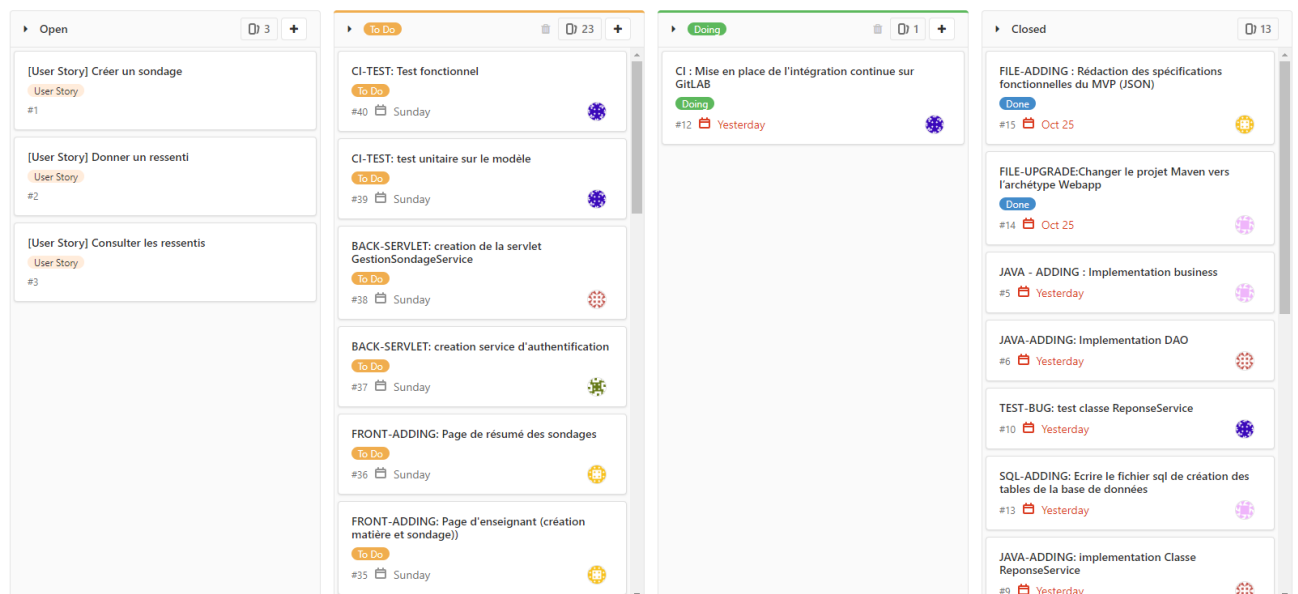 Open
3
[User Story] Créer un sondage
User Story
#1
[User Story] Donner un ressenti
User Story
#2
[User Story] Consulter les ressentis
User Story
#3
To Do
23
CI-TEST: Test fonctionnel
To Do
#40 Sunday
CI-TEST: test unitaire sur le modèle
To Do
#39 Sunday
BACK-SERVLET: creation de la servlet
GestionSondageService
To Do
#38 Sunday
BACK-SERVLET: creation service d'authentification
To Do
#37 Sunday
FRONT-ADDING: Page de résumé des sondages
To Do
#36 Sunday
FRONT-ADDING: Page d'enseignant (création
matière et sondage))
To Do
#35 Sunday
Doing
1
CI : Mise en place de l'intégration continue sur
GitLAB
Doing
#12 Yesterday
Closed
13
FILE-ADDING : Rédaction des spécifications
fonctionnelles du MVP (JSON)
Done
#15 Oct 25
FILE-UPGRADE:Changer le projet Maven vers
l'archétype Webapp
Done
#14 Oct 25
JAVA - ADDING : Implementation business
#5 Yesterday
JAVA-ADDING: Implementation DAO
#6 Yesterday
TEST-BUG: test classe ReponseService
#10 Yesterday
SQL-ADDING: Ecrire le fichier sql de création des
tables de la base de données
#13 Yesterday
JAVA-ADDING: implementation Classe
ReponseService
#9 Yesterday